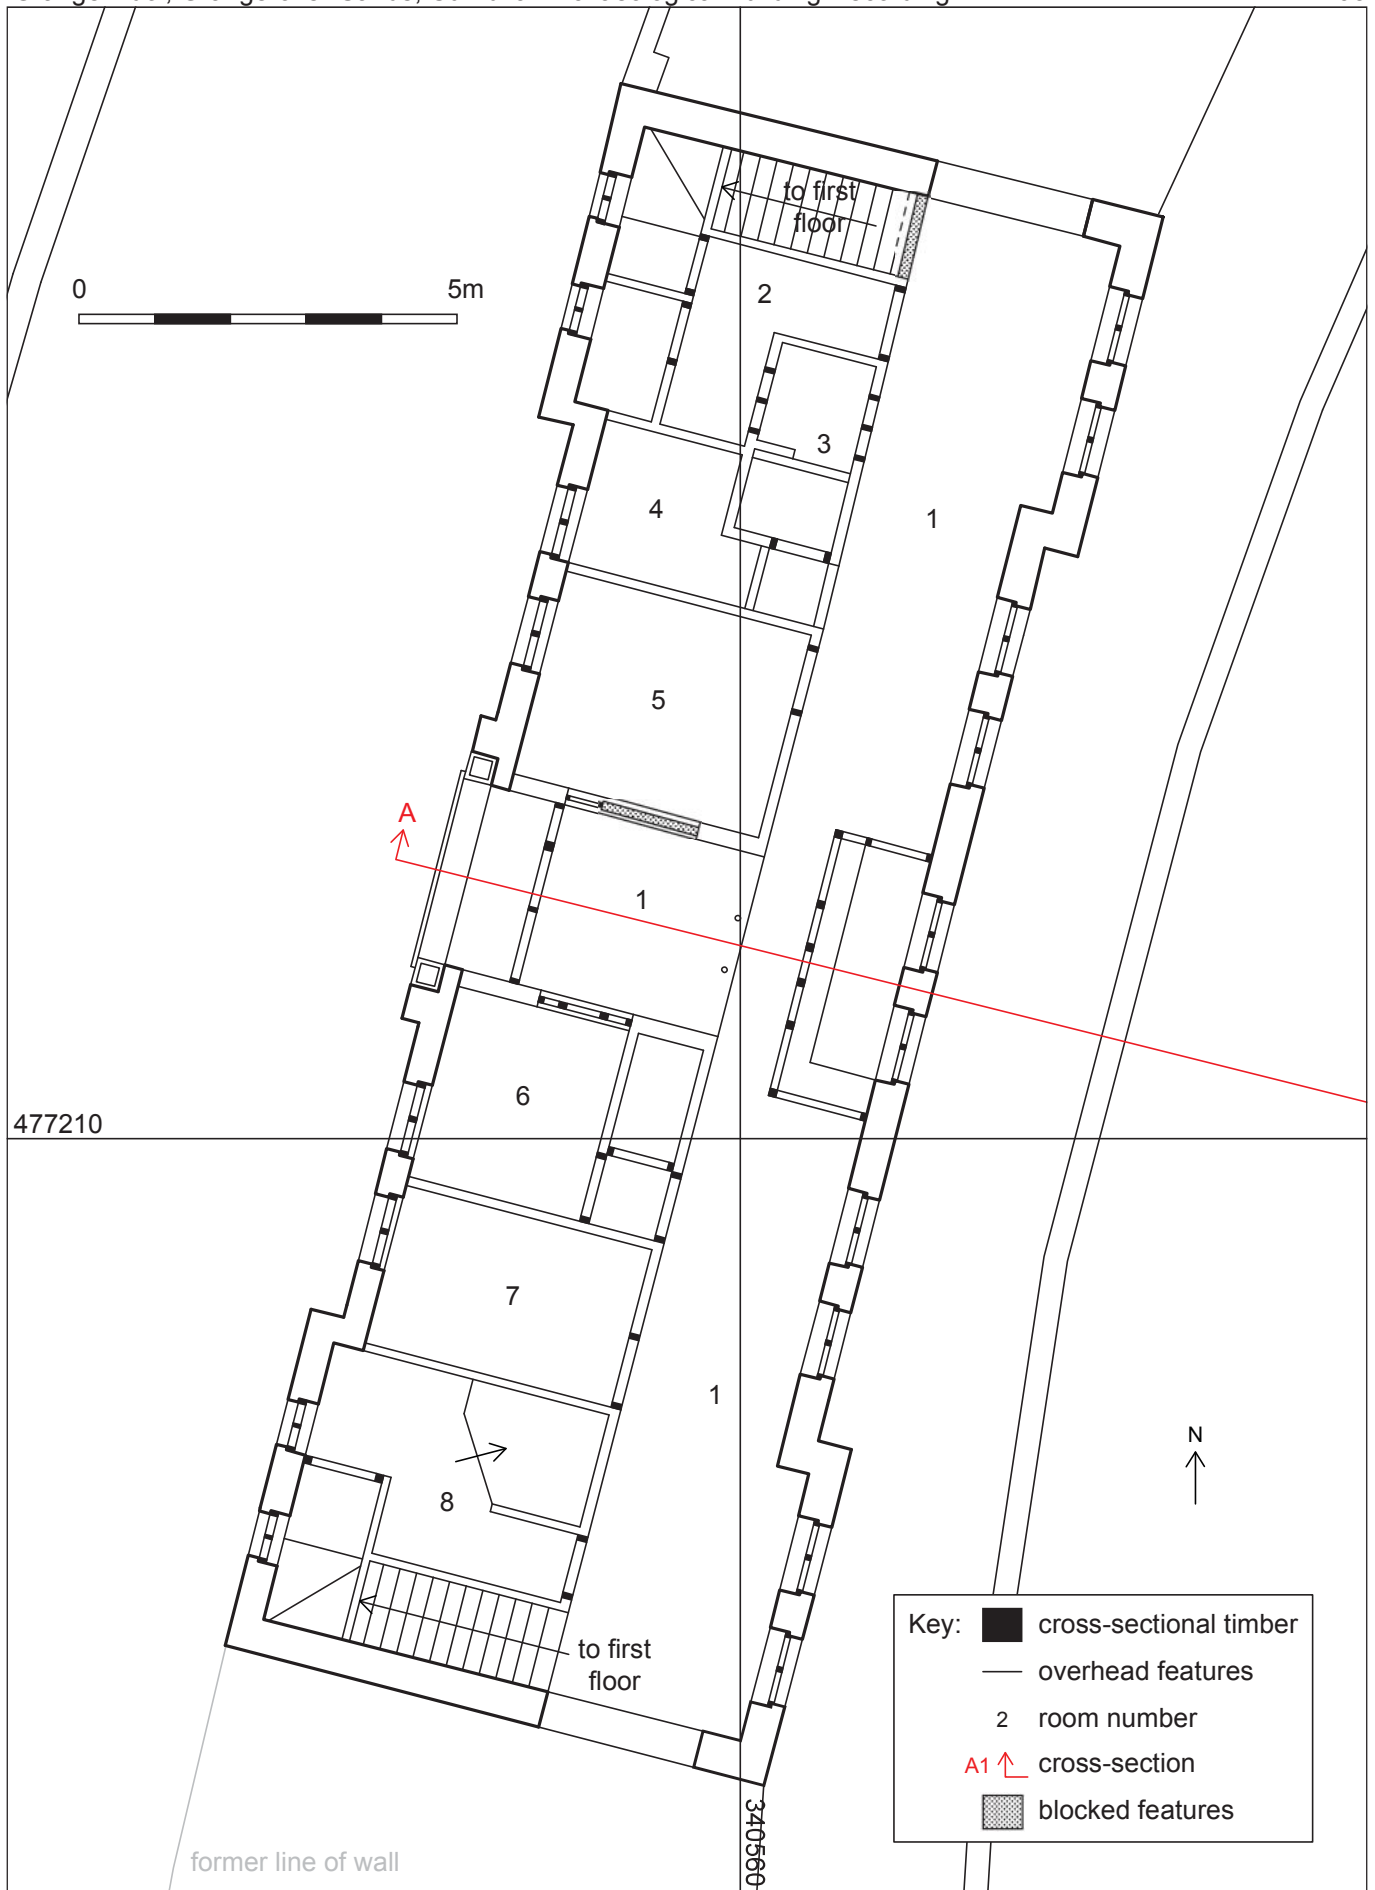 to first
floor
0 5m
2
3
4
1
5
A
1
6
477210
7
1
N
8
to first
floor
Key:
cross-sectional timber
overhead features
2 room number
A1 cross-section
blocked features
340560
former line of wall